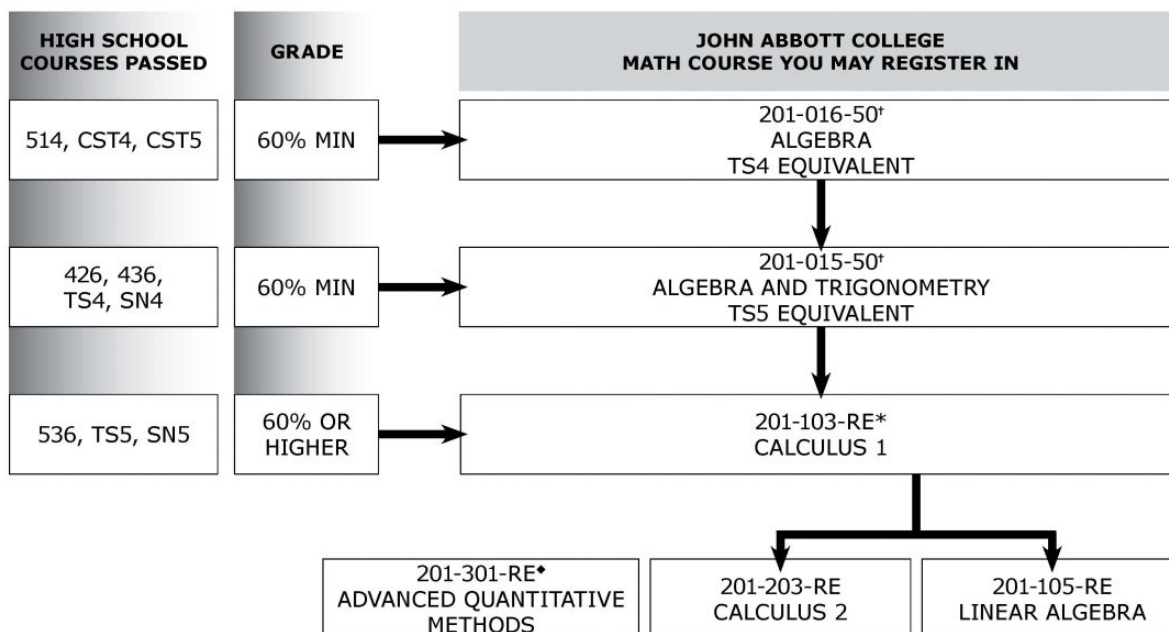 HIGH SCHOOL
COURSES PASSED
GRADE
JOHN ABBOTT COLLEGE
MATH COURSE YOU MAY REGISTER IN
514, CST4, CST5
60% MIN
201-016-50†
ALGEBRA
TS4 EQUIVALENT
426, 436,
TS4, SN4
60% MIN
201-015-50†
ALGEBRA AND TRIGONOMETRY
TS5 EQUIVALENT
536, TS5, SN5
60% OR
HIGHER
201-103-RE*
CALCULUS 1
201-301-RE◆
ADVANCED QUANTITATIVE
METHODS
201-203-RE
CALCULUS 2
201-105-RE
LINEAR ALGEBRA